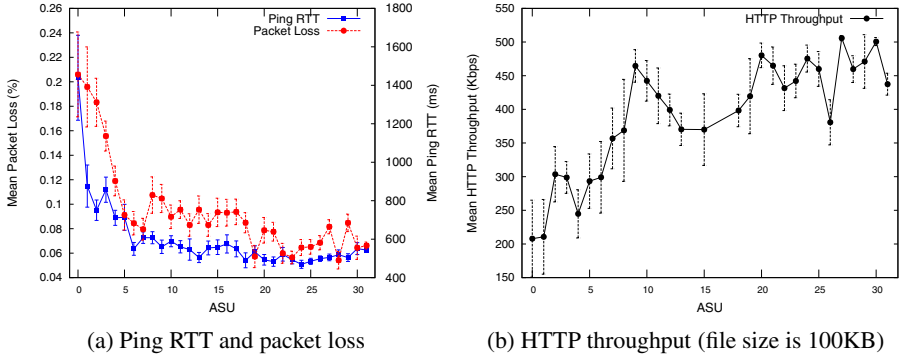 Ping RTT
Packet Loss
Mean Packet Loss (%)
0.26
0.24
0.22
0.2
0.18
0.16
0.14
0.12
0.1
0.08
0.06
0.04
0 5 10 15 20 25 30
ASU
1800
1600
1400
1200
1000
800
600
400
Mean Ping RTT (ms)
(a) Ping RTT and packet loss
HTTP Throughput
Mean HTTP Throughput (Kbps)
550
500
450
400
350
300
250
200
150
0 5 10 15 20 25 30
ASU
(b) HTTP throughput (file size is 100KB)